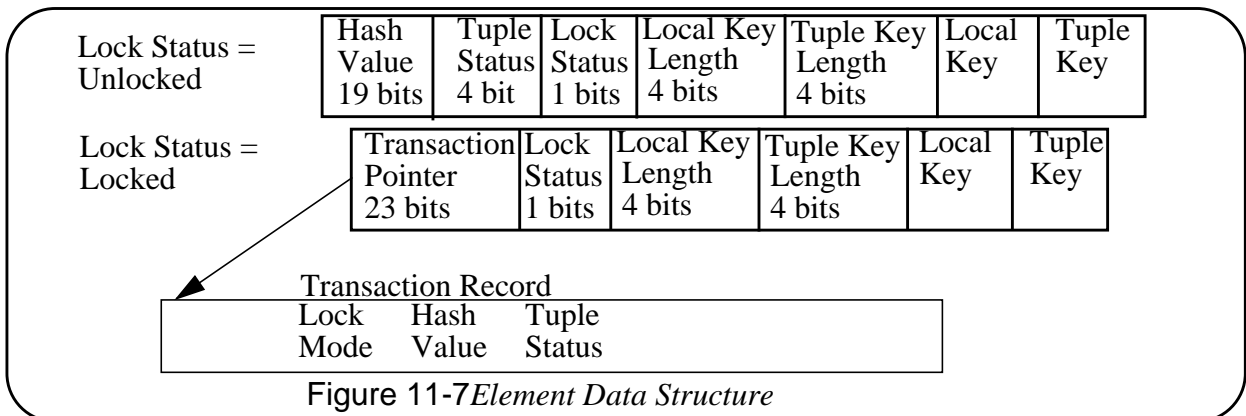 Lock Status =
Unlocked
Hash
Value
19 bits
Tuple
Status
4 bit
Lock
Status
1 bits
Local Key
Length
4 bits
Tuple Key
Length
4 bits
Local
Key
Tuple
Key
Lock Status =
Locked
Transaction
Pointer
23 bits
Lock
Status
1 bits
Local Key
Length
4 bits
Tuple Key
Length
4 bits
Local
Key
Tuple
Key
Transaction Record
Lock
Mode
Hash
Value
Tuple
Status
Figure 11-7Element Data Structure